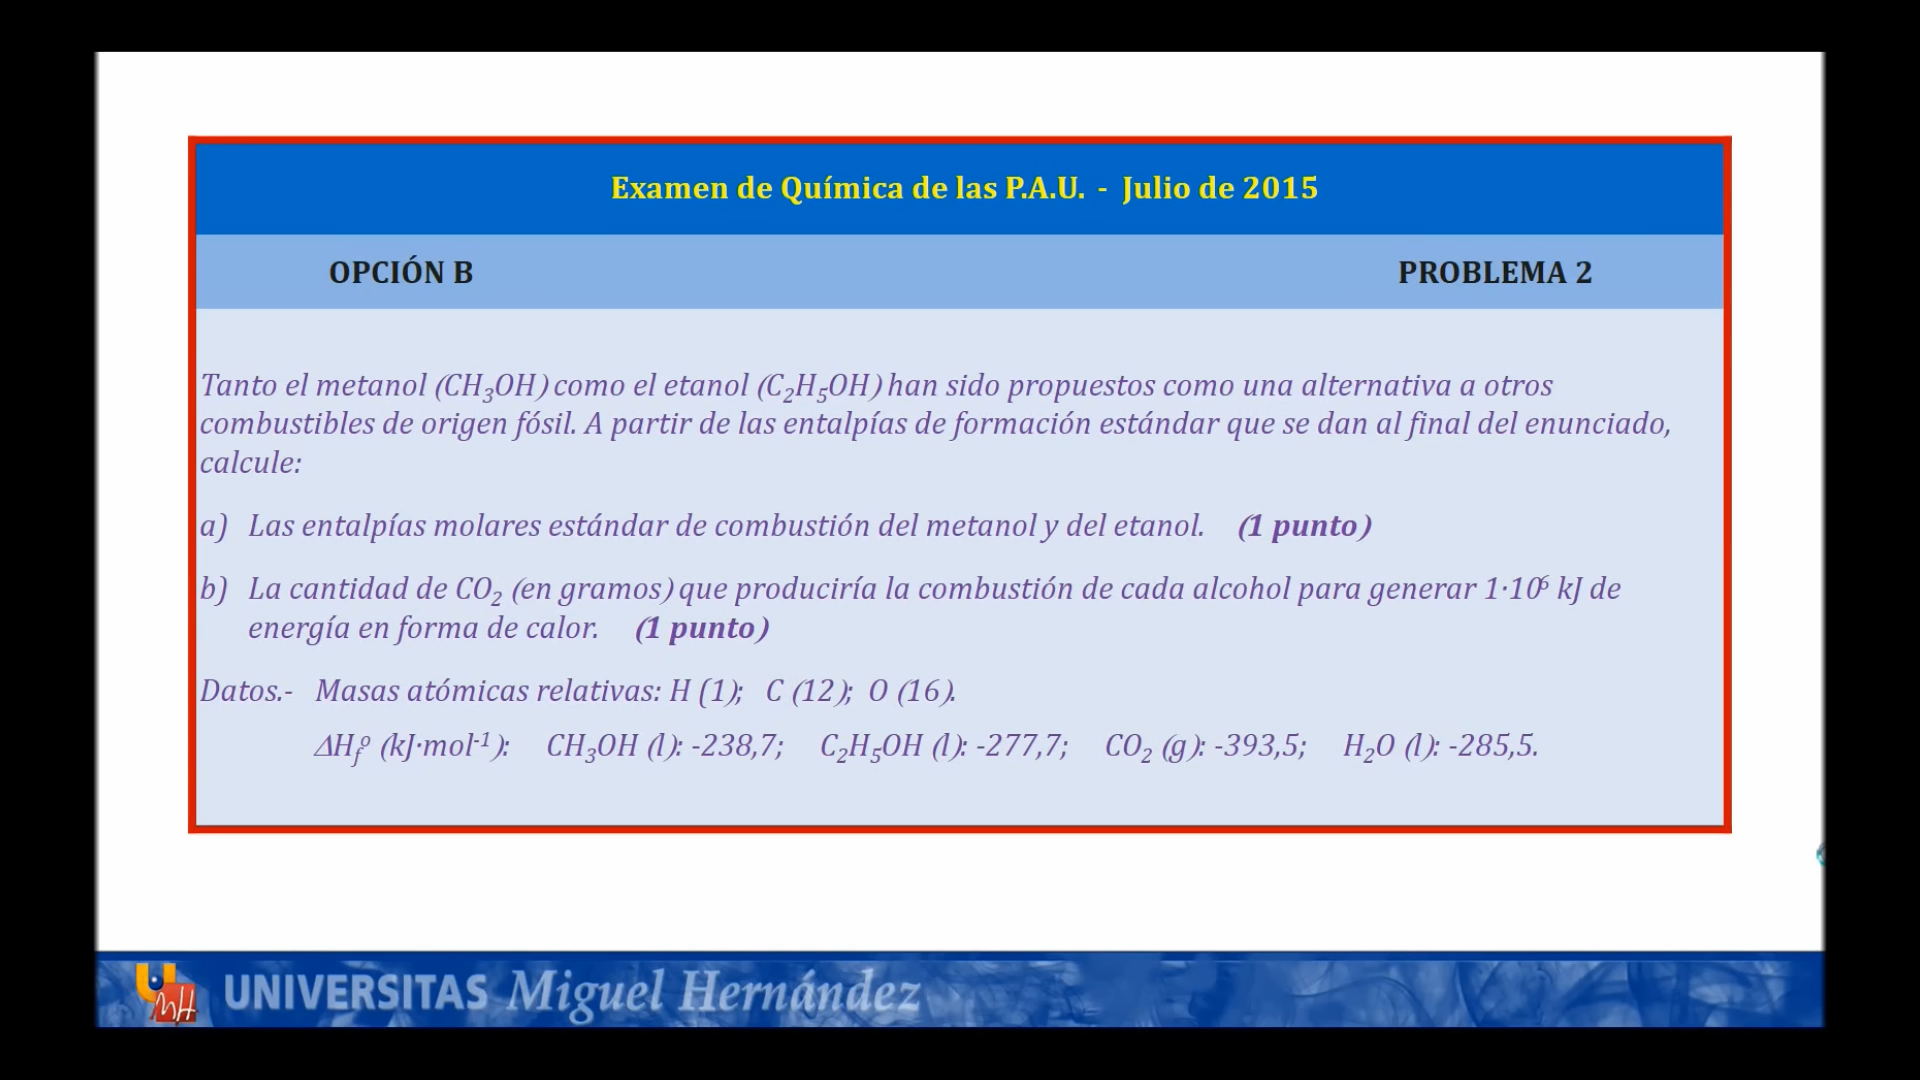 Examen de Química de las P.A.U. - Julio de 2015
OPCIÓN B PROBLEMA 2
Tanto el metanol (CH₃OH) como el etanol (C₂H₅OH) han sido propuestos como una alternativa a otros
combustibles de origen fósil. A partir de las entalpías de formación estándar que se dan al final del enunciado,
calcule:
a) Las entalpías molares estándar de combustión del metanol y del etanol. (1 punto)
b) La cantidad de CO₂ (en gramos) que produciría la combustión de cada alcohol para generar 1·10⁶ kJ de
energía en forma de calor. (1 punto)
Datos.- Masas atómicas relativas: H (1); C (12); O (16).
ΔH_fº (kJ·mol⁻¹): CH₃OH (l): -238,7; C₂H₅OH (l): -277,7; CO₂ (g): -393,5; H₂O (l): -285,5.
UNIVERSITAS Miguel Hernández